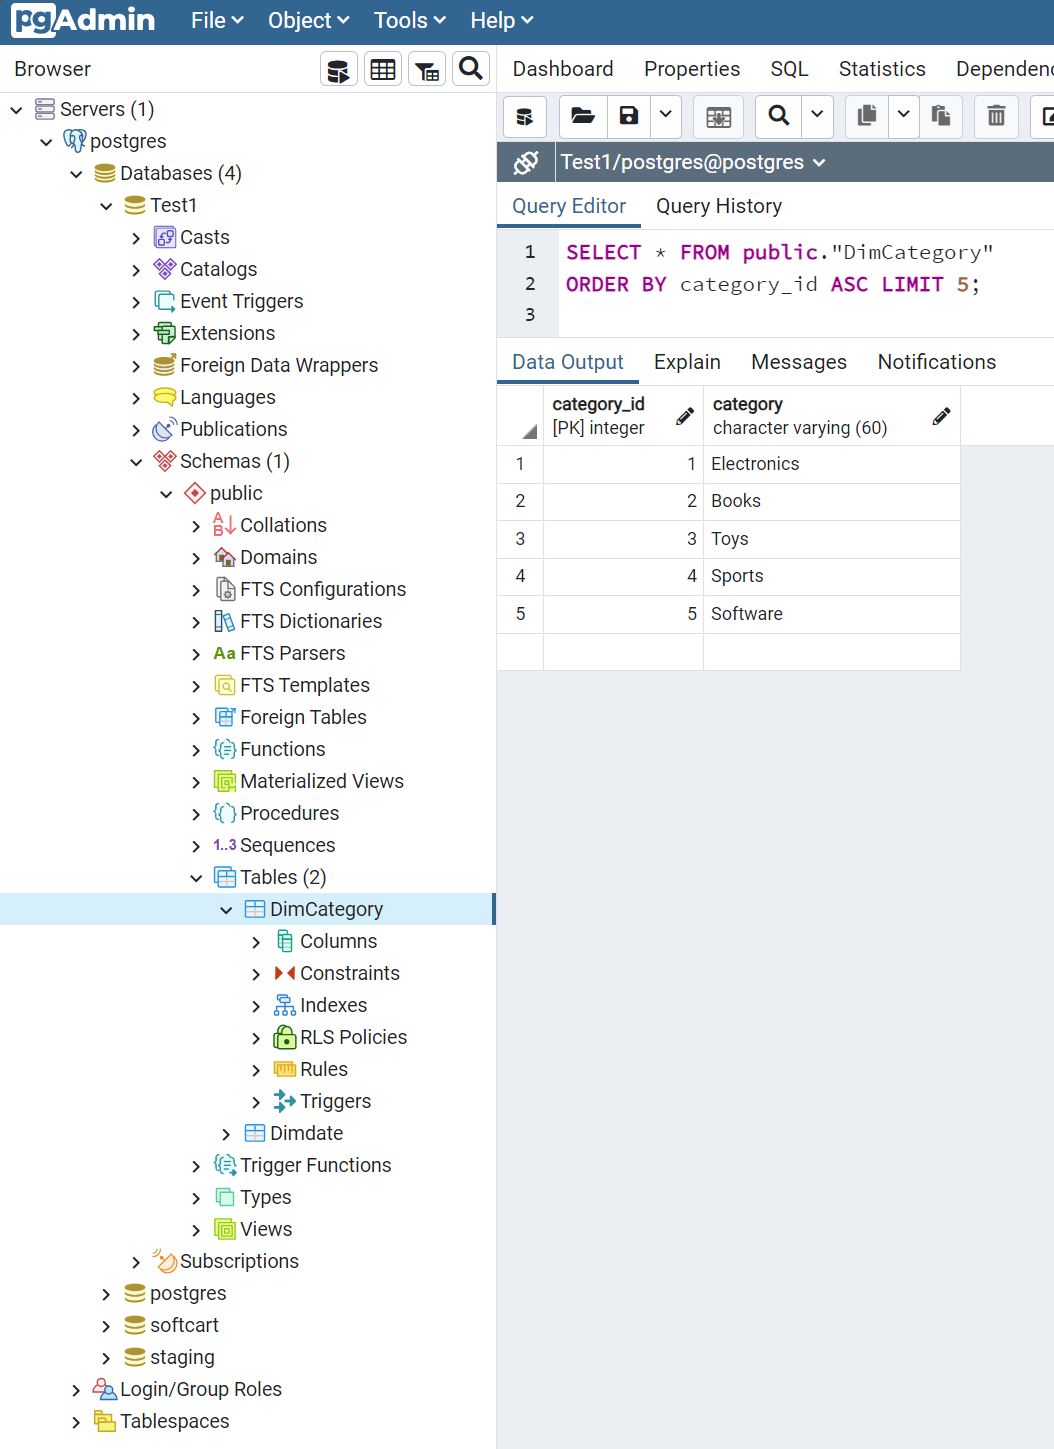 pgAdmin File Object Tools Help
Browser
Servers (1)
postgres
Databases (4)
Test1
Casts
Catalogs
Event Triggers
Extensions
Foreign Data Wrappers
Languages
Publications
Schemas (1)
public
Collations
Domains
FTS Configurations
FTS Dictionaries
Aa FTS Parsers
FTS Templates
Foreign Tables
Functions
Materialized Views
Procedures
1..3 Sequences
Tables (2)
DimCategory
Columns
Constraints
Indexes
RLS Policies
Rules
Triggers
Dimdate
Trigger Functions
Types
Views
Subscriptions
postgres
softcart
staging
Login/Group Roles
Tablespaces
Dashboard Properties SQL Statistics Dependenc
Test1/postgres@postgres
Query Editor Query History
1 SELECT * FROM public."DimCategory"
2 ORDER BY category_id ASC LIMIT 5;
3
Data Output Explain Messages Notifications
category_id category
[PK] integer character varying (60)
1 1 Electronics
2 2 Books
3 3 Toys
4 4 Sports
5 5 Software